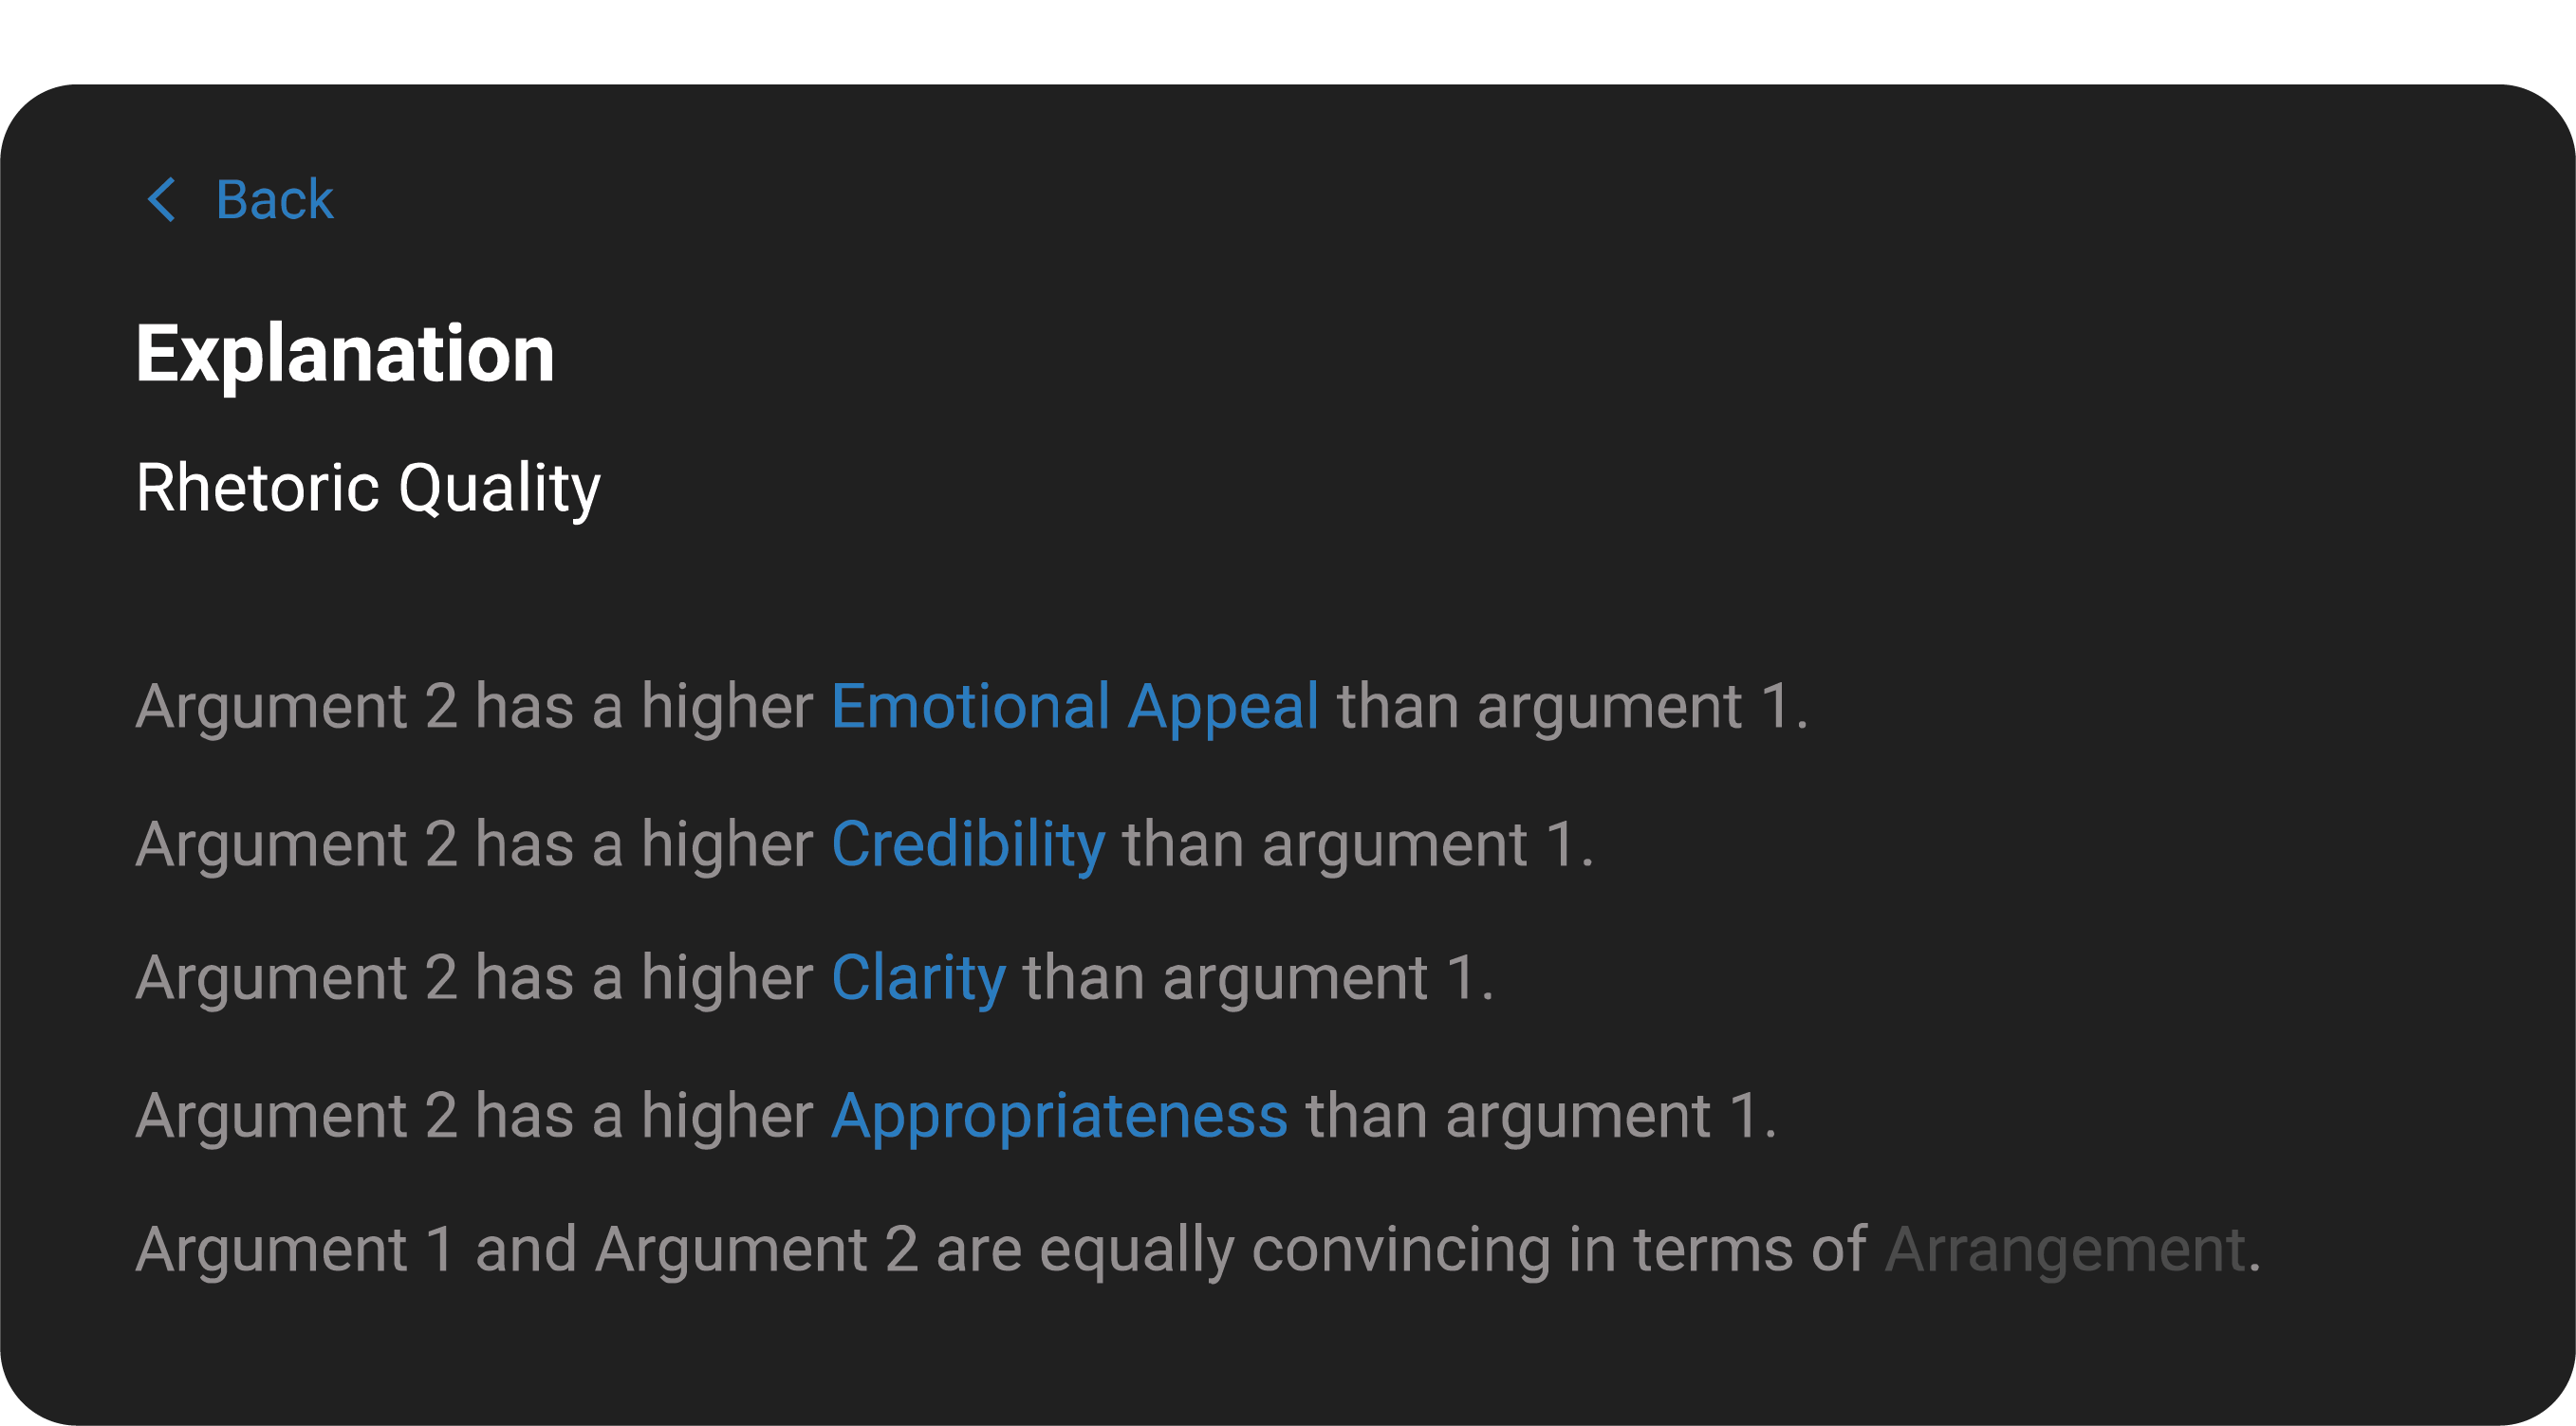 Back
Explanation
Rhetoric Quality
Argument 2 has a higher Emotional Appeal than argument 1.
Argument 2 has a higher Credibility than argument 1.
Argument 2 has a higher Clarity than argument 1.
Argument 2 has a higher Appropriateness than argument 1.
Argument 1 and Argument 2 are equally convincing in terms of Arrangement.